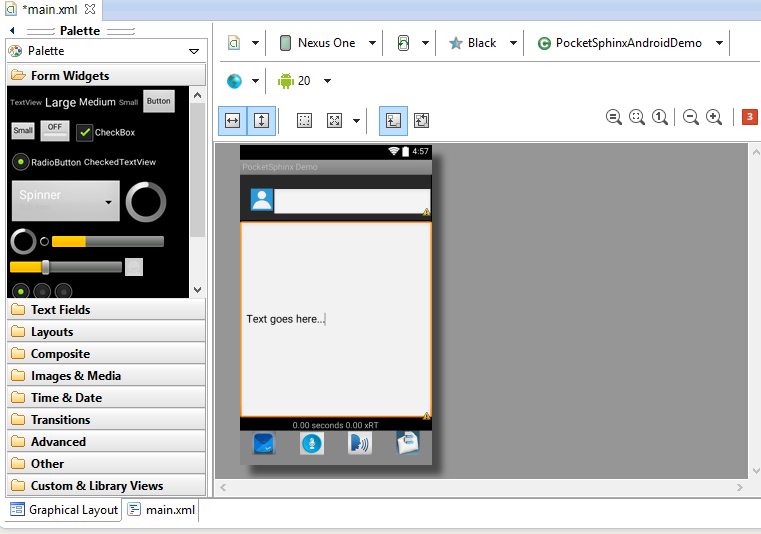 *main.xml
Palette
Palette
Form Widgets
TextView Large Medium Small Button
Small OFF CheckBox
RadioButton CheckedTextView
Spinner
Text Fields
Layouts
Composite
Images & Media
Time & Date
Transitions
Advanced
Other
Custom & Library Views
Graphical Layout main.xml
Nexus One Black PocketSphinxAndroidDemo
20
1 3
4:57
PocketSphinx Demo
Text goes here...
0.00 seconds 0.00 xRT